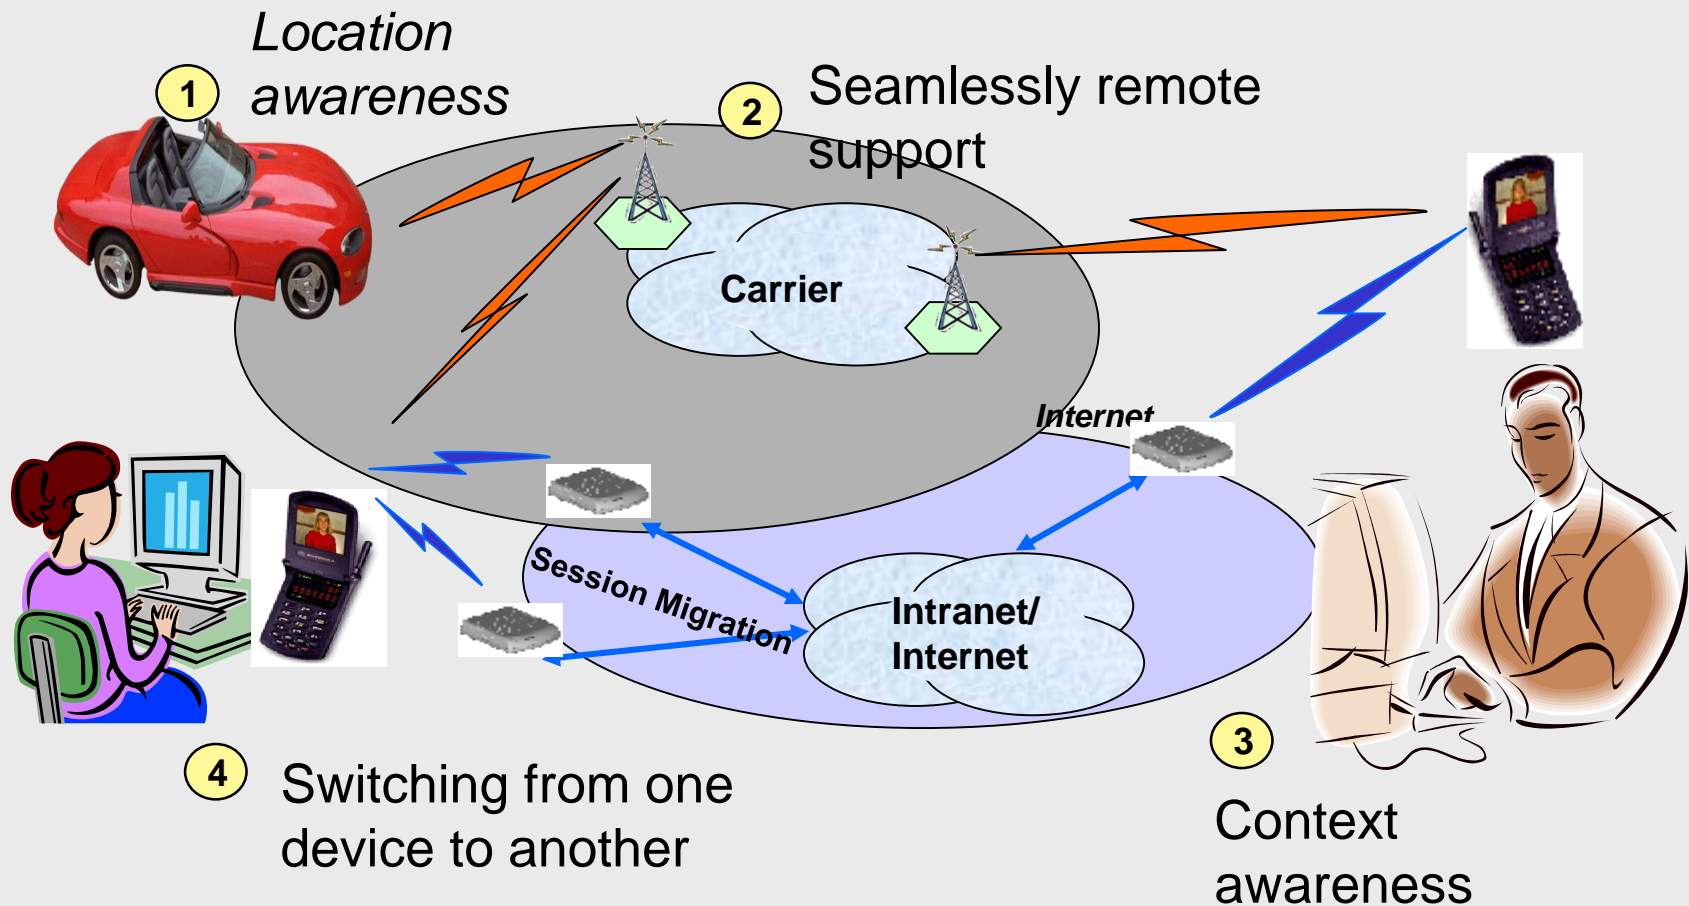 1
Location
awareness
2
Seamlessly remote
support
Carrier
Internet
Session Migration
Intranet/
Internet
3
Context
awareness
4
Switching from one
device to another